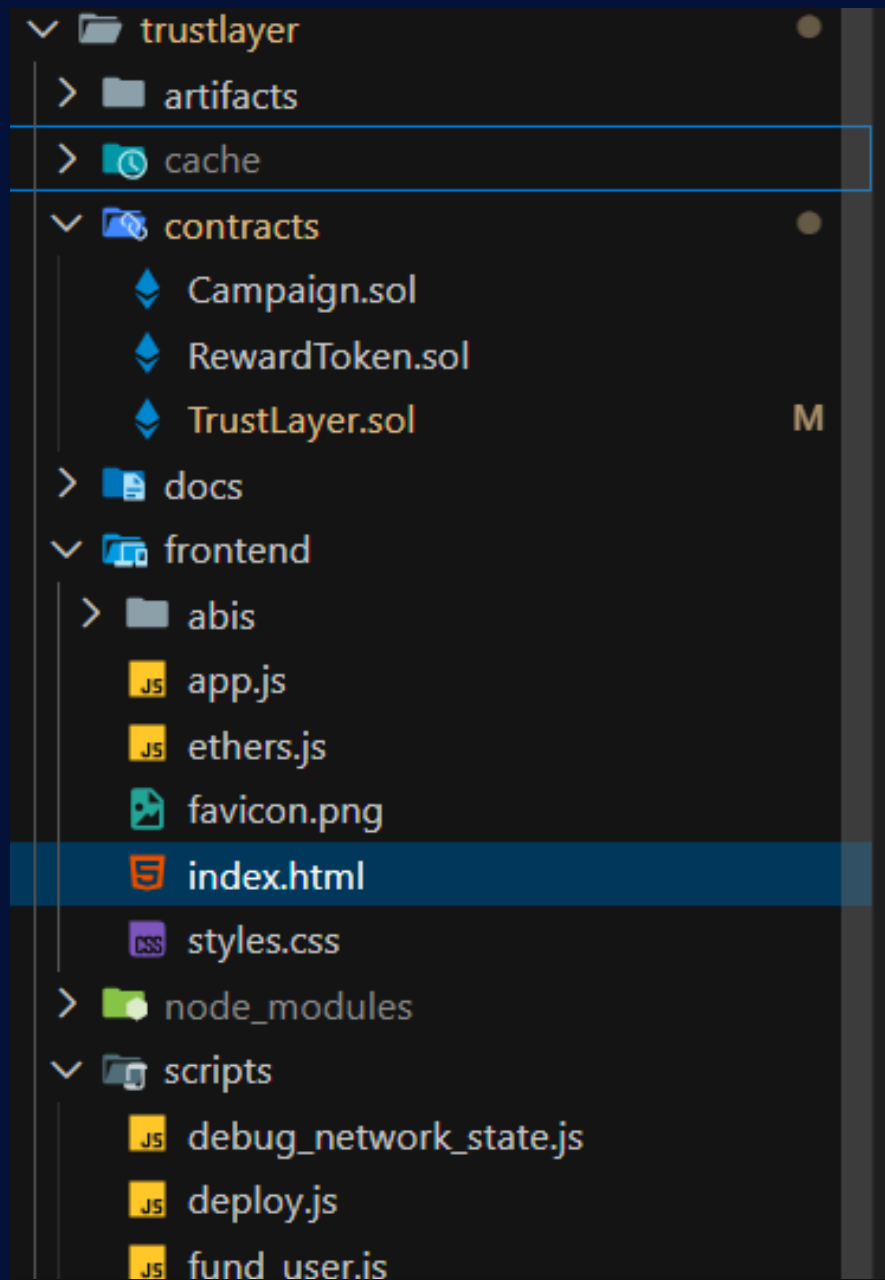 trustlayer
artifacts
cache
contracts
Campaign.sol
RewardToken.sol
TrustLayer.sol M
docs
frontend
abis
JS app.js
JS ethers.js
favicon.png
5 index.html
CSS styles.css
node_modules
scripts
JS debug_network_state.js
JS deploy.js
JS fund_user.js